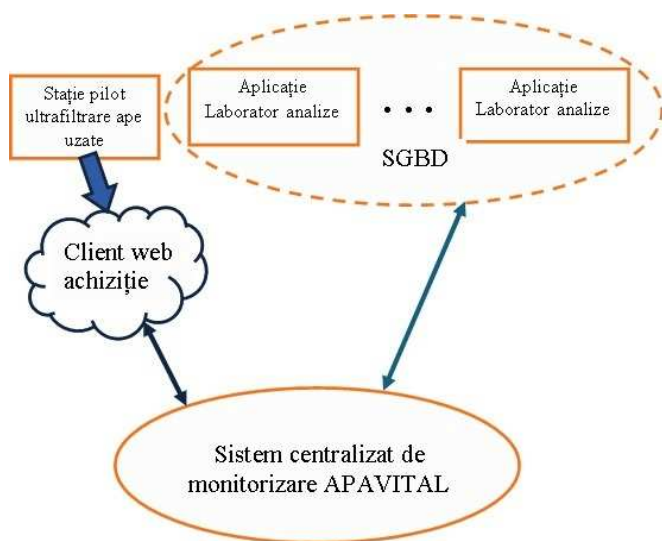 Stație pilot
ultrafiltrare ape
uzate
Aplicație
Laborator analize
• • •
Aplicație
Laborator analize
SGBD
Client web
achiziție
Sistem centralizat de
monitorizare APAVITAL